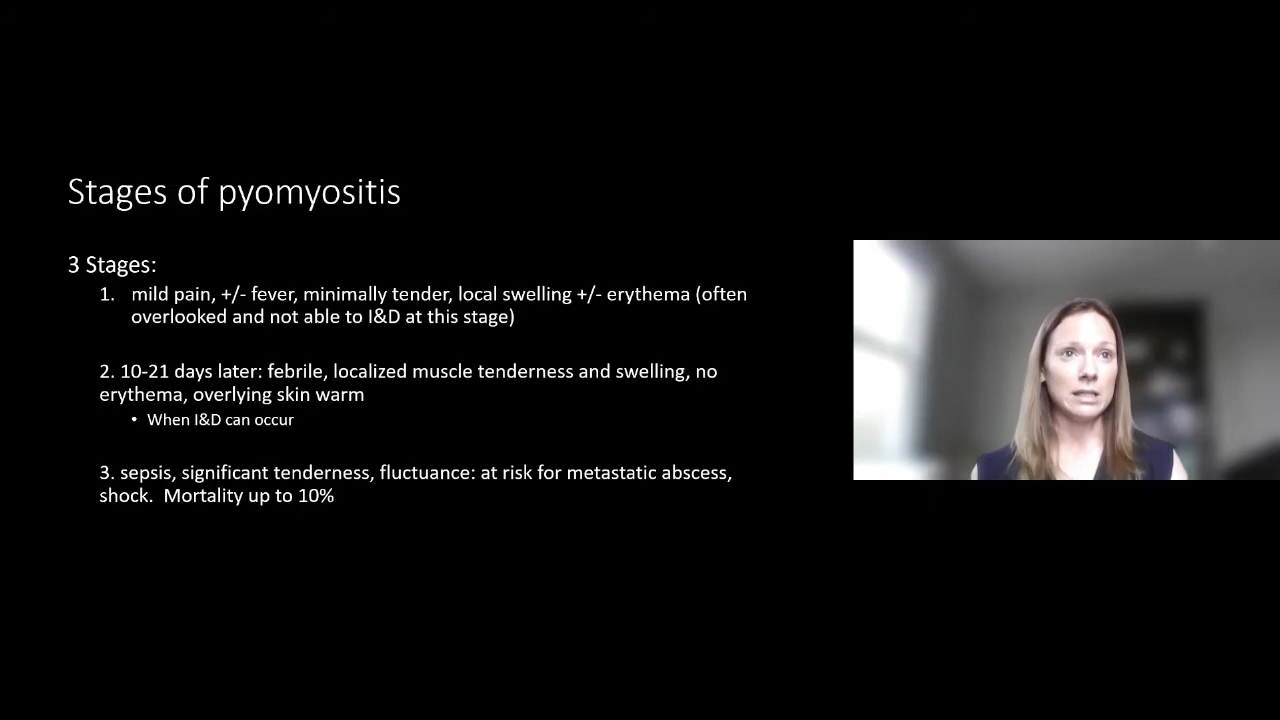 Stages of pyomyositis
3 Stages:
1. mild pain, +/- fever, minimally tender, local swelling +/- erythema (often
overlooked and not able to I&D at this stage)
2. 10-21 days later: febrile, localized muscle tenderness and swelling, no
erythema, overlying skin warm
• When I&D can occur
3. sepsis, significant tenderness, fluctuance: at risk for metastatic abscess,
shock.  Mortality up to 10%